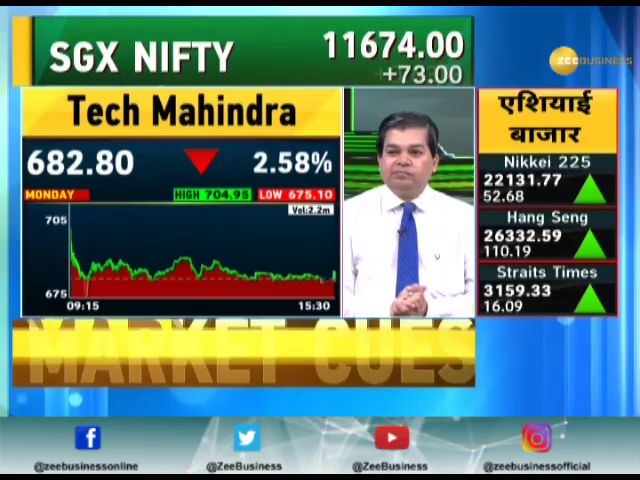 SGX NIFTY
11674.00
+73.00
ZEEBUSINESS
Tech Mahindra
682.80
2.58%
MONDAY
HIGH 704.95
LOW 675.10
Vol:2.2m
705
675
09:15
15:30
एशियाई
बाजार
Nikkei 225
22131.77
52.68
Hang Seng
26332.59
110.19
Straits Times
3159.33
16.09
MARKET CUES
@zeebusinessonline
@ZeeBusiness
@ZeeBusiness
@zeebusinessofficial